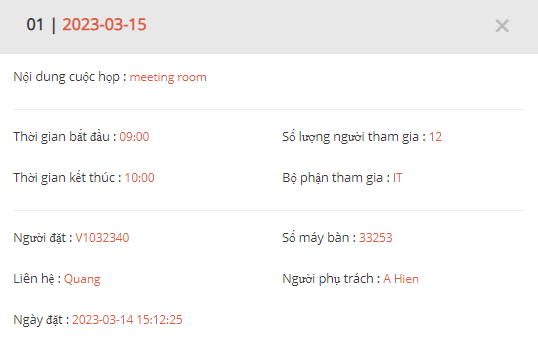 01 | 2023-03-15
Nội dung cuộc họp : meeting room
Thời gian bắt đầu : 09:00
Số lượng người tham gia : 12
Thời gian kết thúc : 10:00
Bộ phận tham gia : IT
Người đặt : V1032340
Số máy bàn : 33253
Liên hệ : Quang
Người phụ trách : A Hien
Ngày đặt : 2023-03-14 15:12:25